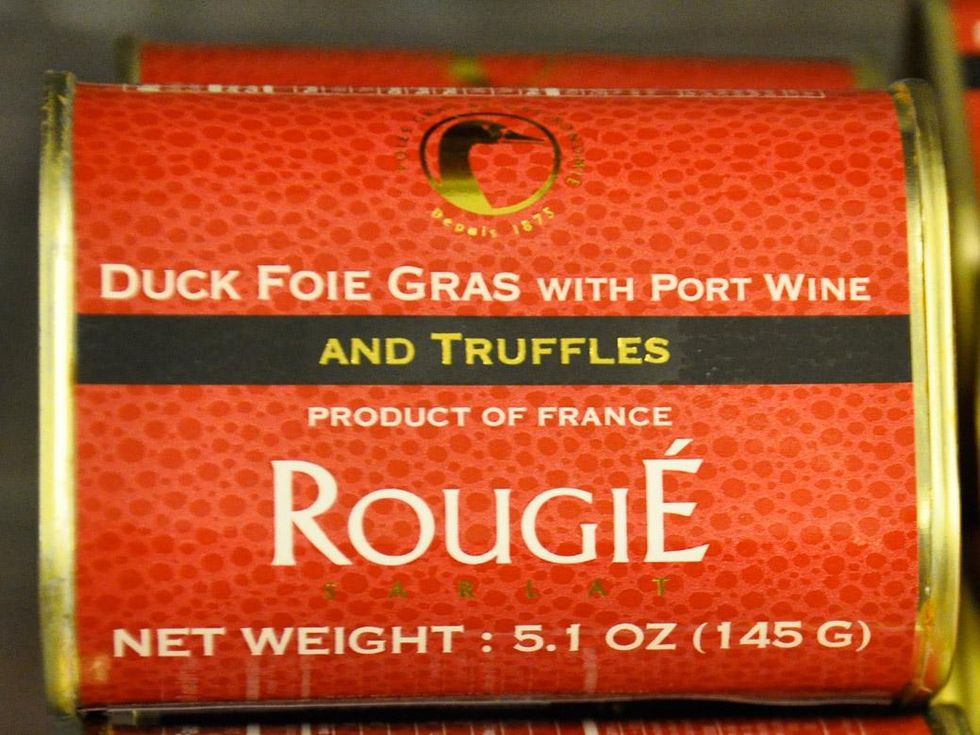 Depuis 1875
DUCK FOIE GRAS WITH PORT WINE
AND TRUFFLES
PRODUCT OF FRANCE
ROUGIÉ
SARLAT
NET WEIGHT : 5.1 OZ (145 G)